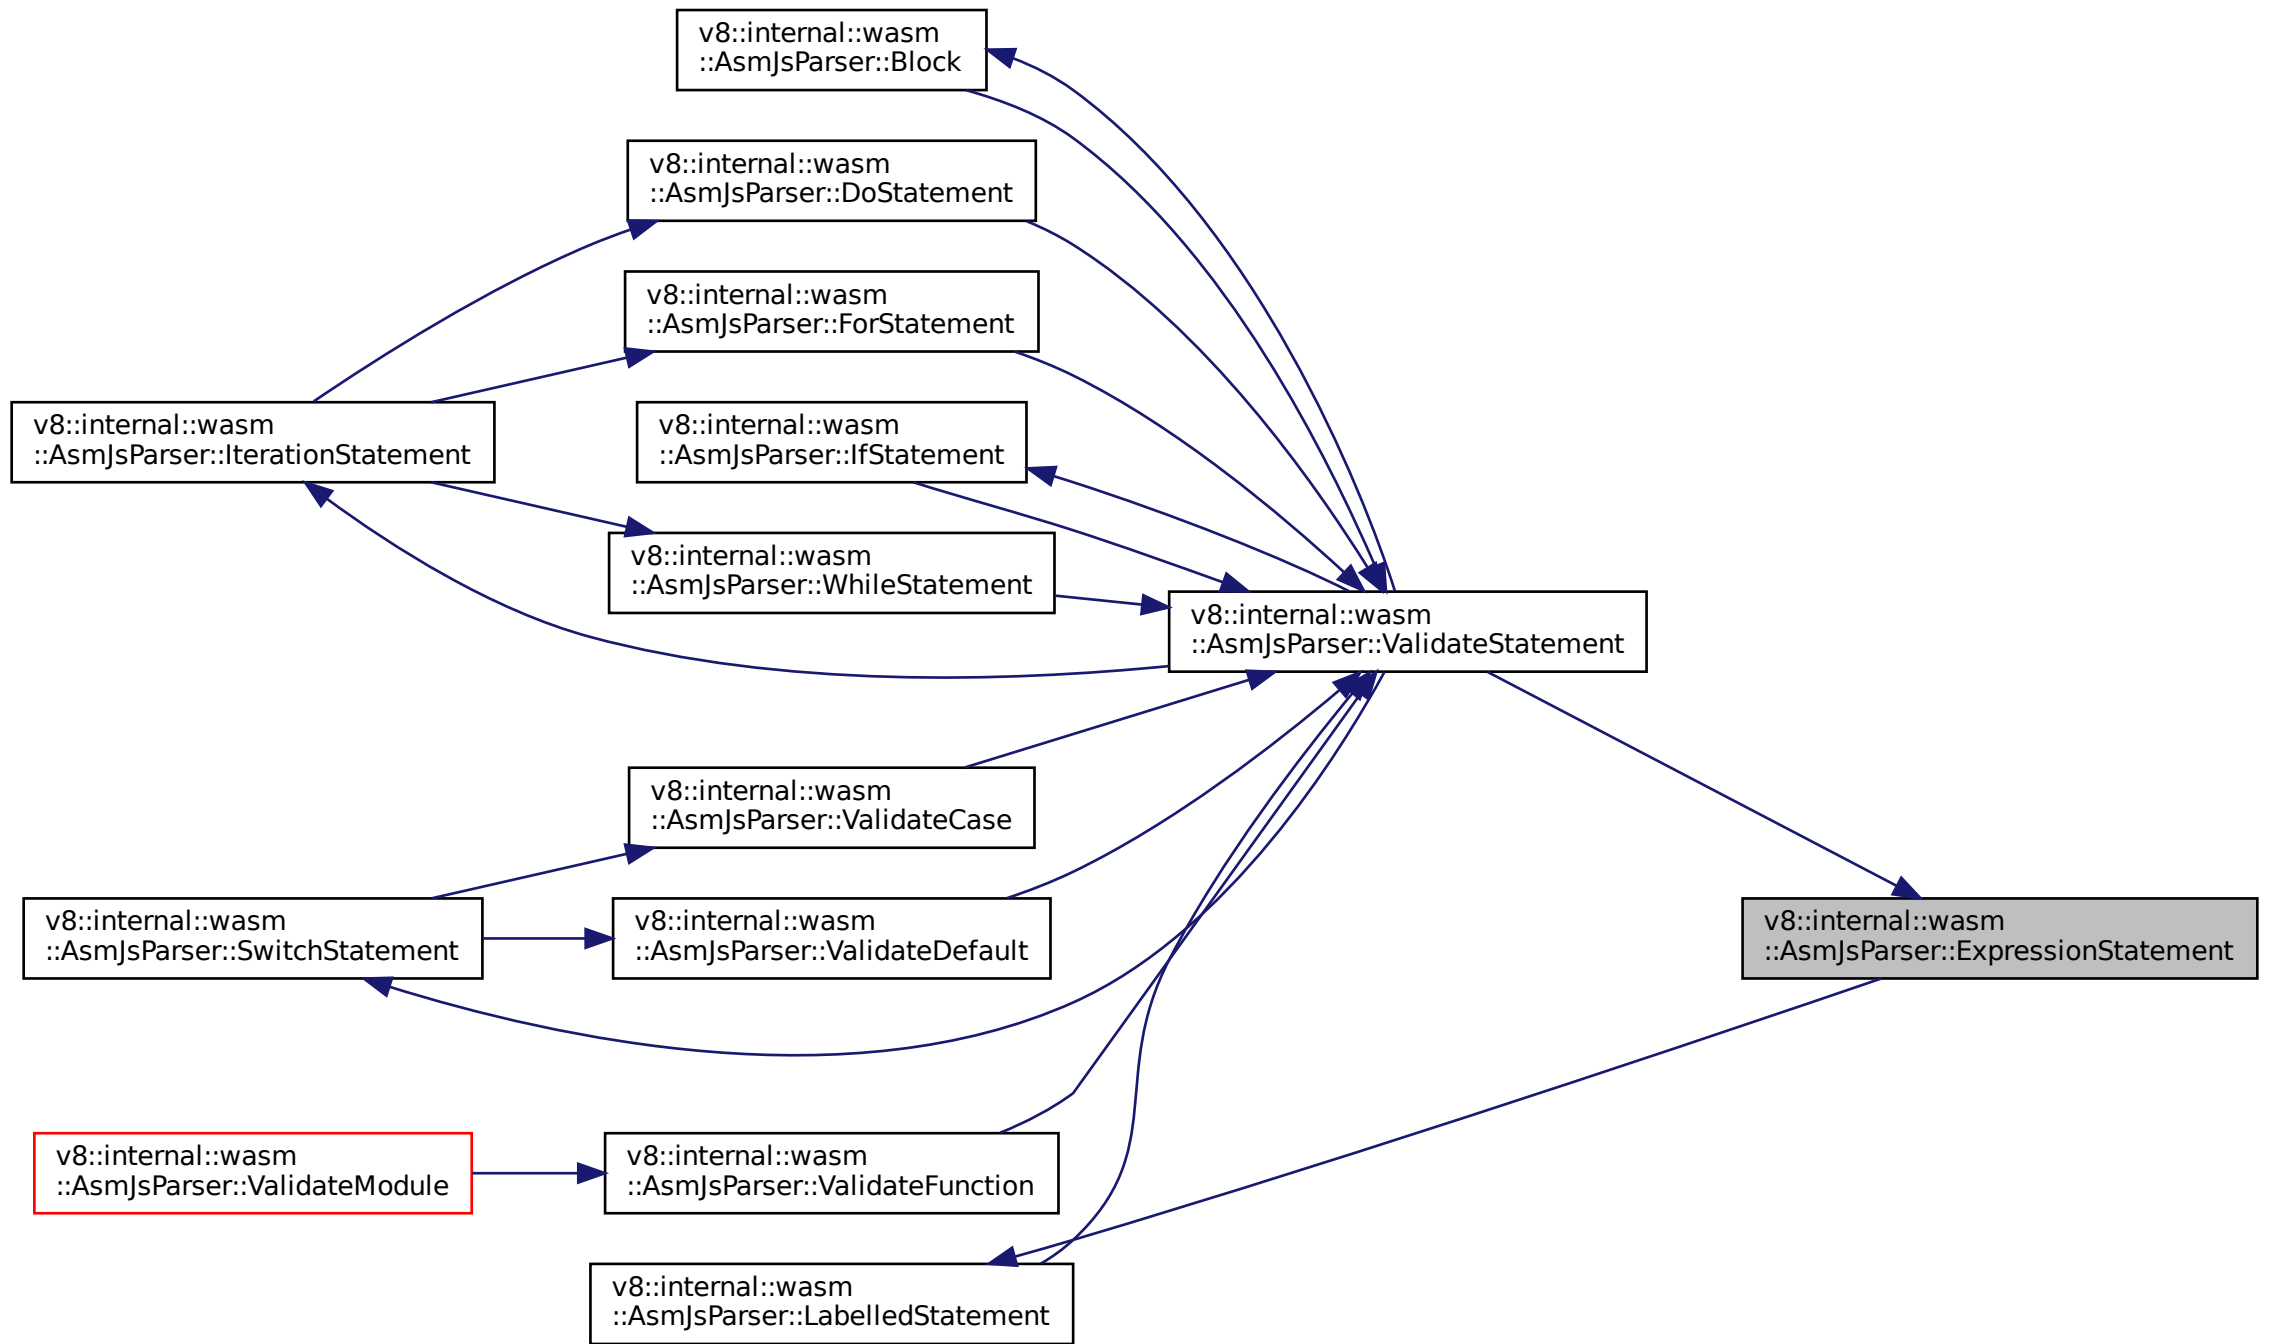 v8::internal::wasm
::AsmJsParser::Block
v8::internal::wasm
::AsmJsParser::DoStatement
v8::internal::wasm
::AsmJsParser::ForStatement
v8::internal::wasm
::AsmJsParser::IterationStatement
v8::internal::wasm
::AsmJsParser::IfStatement
v8::internal::wasm
::AsmJsParser::WhileStatement
v8::internal::wasm
::AsmJsParser::ValidateStatement
v8::internal::wasm
::AsmJsParser::ValidateCase
v8::internal::wasm
::AsmJsParser::SwitchStatement
v8::internal::wasm
::AsmJsParser::ValidateDefault
v8::internal::wasm
::AsmJsParser::ExpressionStatement
v8::internal::wasm
::AsmJsParser::ValidateModule
v8::internal::wasm
::AsmJsParser::ValidateFunction
v8::internal::wasm
::AsmJsParser::LabelledStatement